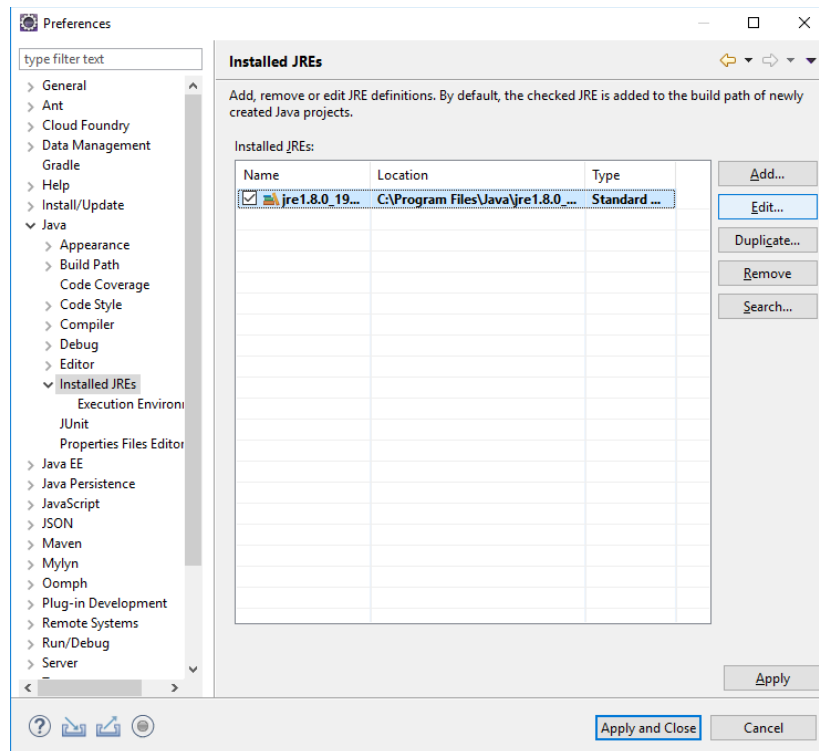 Preferences
type filter text
General
Ant
Cloud Foundry
Data Management
Gradle
Help
Install/Update
Java
Appearance
Build Path
Code Coverage
Code Style
Compiler
Debug
Editor
Installed JREs
Execution Environ
JUnit
Properties Files Editor
Java EE
Java Persistence
JavaScript
JSON
Maven
Mylyn
Oomph
Plug-in Development
Remote Systems
Run/Debug
Server
Installed JREs
Add, remove or edit JRE definitions. By default, the checked JRE is added to the build path of newly
created Java projects.
Installed JREs:
Name Location Type
jre1.8.0_19... C:\Program Files\Java\jre1.8.0_... Standard ...
Add...
Edit...
Duplicate...
Remove
Search...
Apply
Apply and Close Cancel